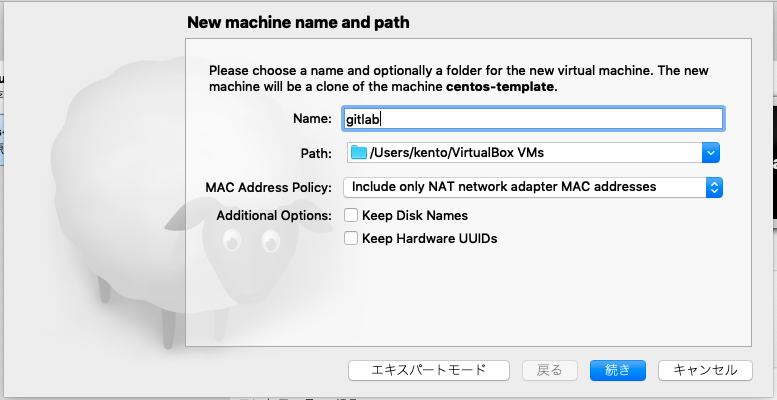 New machine name and path
Please choose a name and optionally a folder for the new virtual machine. The new
machine will be a clone of the machine centos-template.
Name: gitlab
Path: /Users/kento/VirtualBox VMs
MAC Address Policy: Include only NAT network adapter MAC addresses
Additional Options: Keep Disk Names
Keep Hardware UUIDs
エキスパートモード 戻る 続き キャンセル